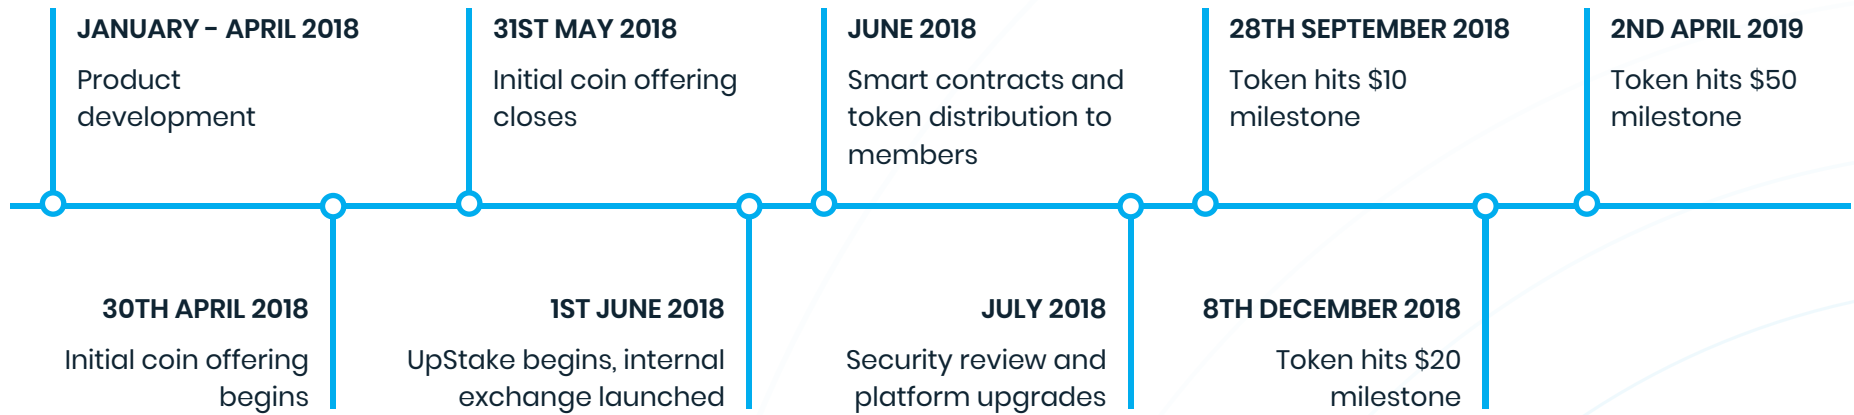 JANUARY - APRIL 2018
Product
development
31ST MAY 2018
Initial coin offering
closes
JUNE 2018
Smart contracts and
token distribution to
members
28TH SEPTEMBER 2018
Token hits $10
milestone
2ND APRIL 2019
Token hits $50
milestone
30TH APRIL 2018
Initial coin offering
begins
1ST JUNE 2018
UpStake begins, internal
exchange launched
JULY 2018
Security review and
platform upgrades
8TH DECEMBER 2018
Token hits $20
milestone